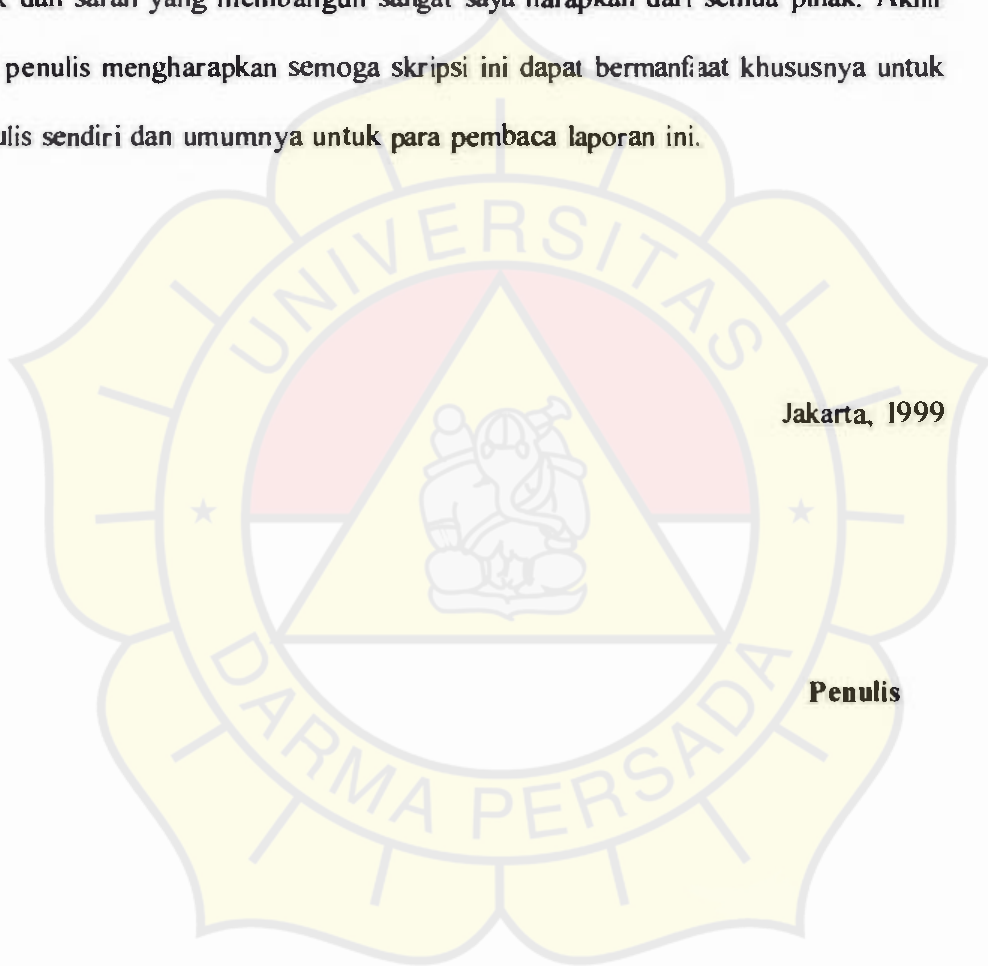 dan saran yang membangun sangat saya harapkan dari semua pihak. Akhir
penulis mengharapkan semoga skripsi ini dapat bermanfaat khususnya untuk
ulis sendiri dan umumnya untuk para pembaca laporan ini.
UNIVERSITAS
Jakarta, 1999
Penulis
DARMA PERSADA